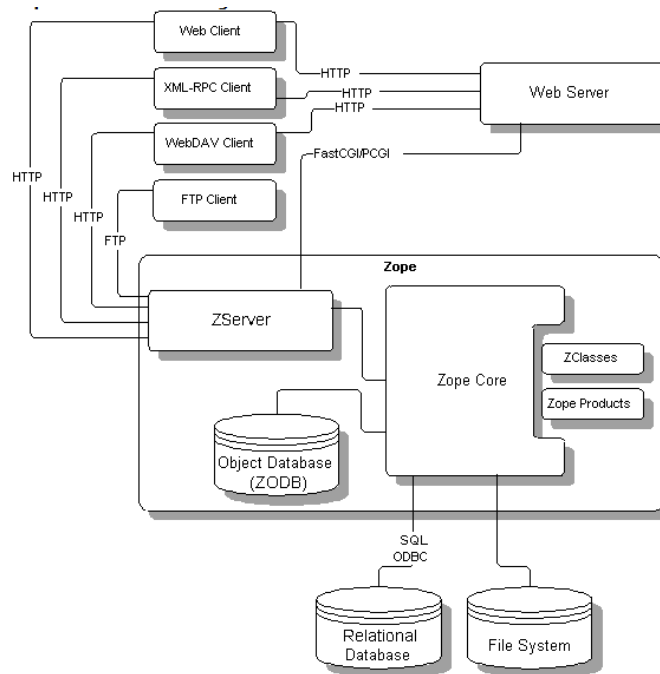 Web Client
HTTP
XML-RPC Client
HTTP
Web Server
HTTP
WebDAV Client
FastCGI/PCGI
HTTP
HTTP
FTP Client
HTTP
FTP
Zope
ZServer
ZClasses
Zope Core
Zope Products
Object Database
(ZODB)
SQL
ODBC
Relational
Database
File System